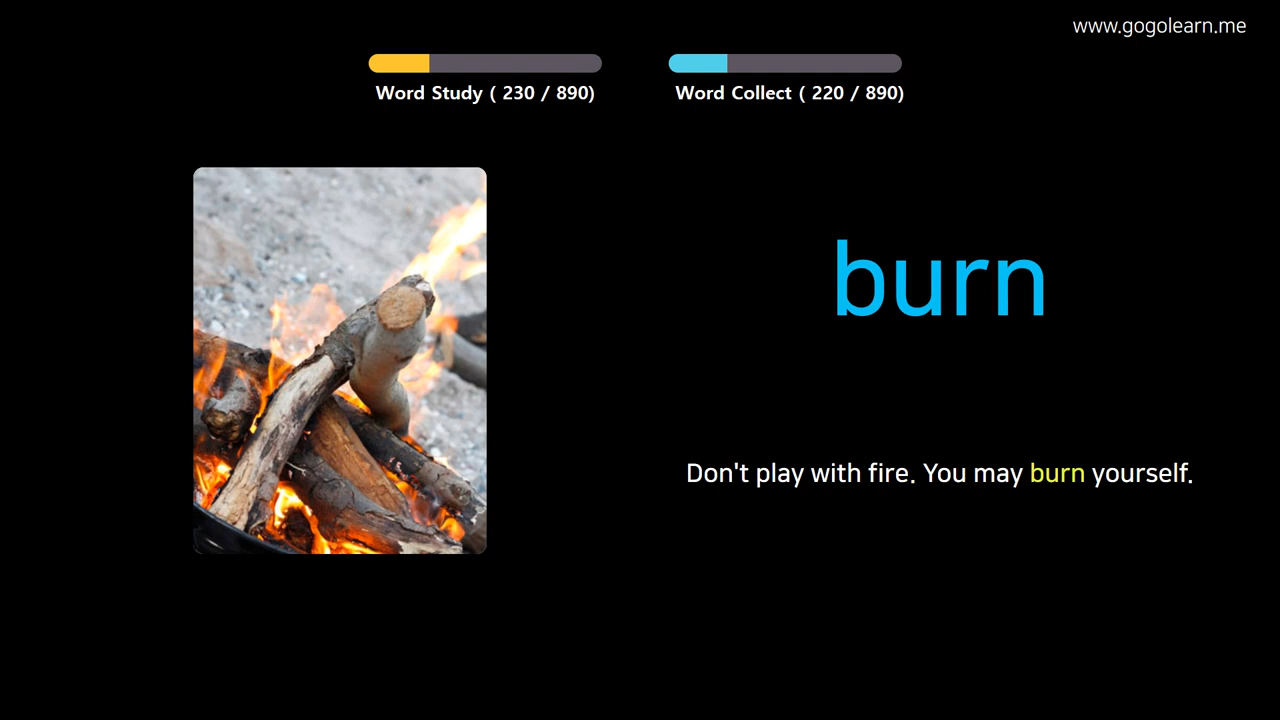 www.gogolearn.me
Word Study ( 230 / 890)
Word Collect ( 220 / 890)
burn
Don't play with fire. You may burn yourself.